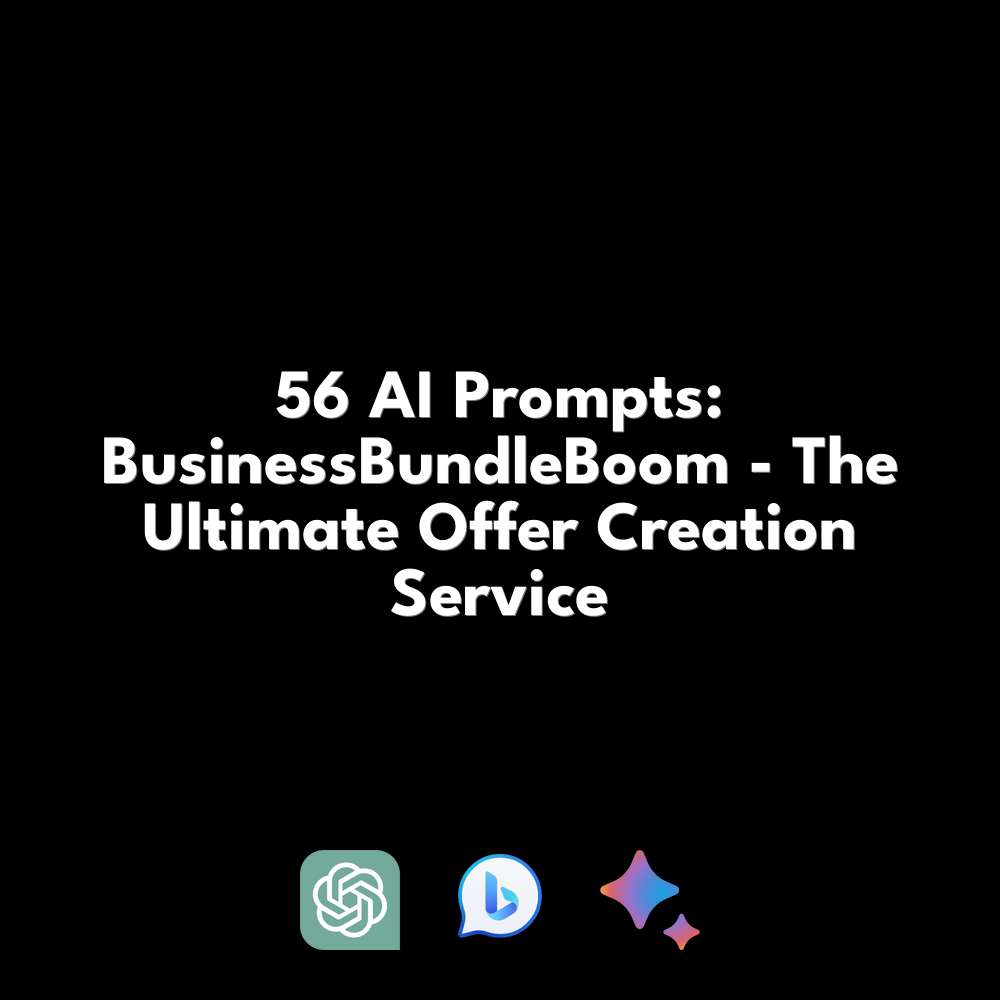 56 AI Prompts:
BusinessBundleBoom - The
Ultimate Offer Creation
Service